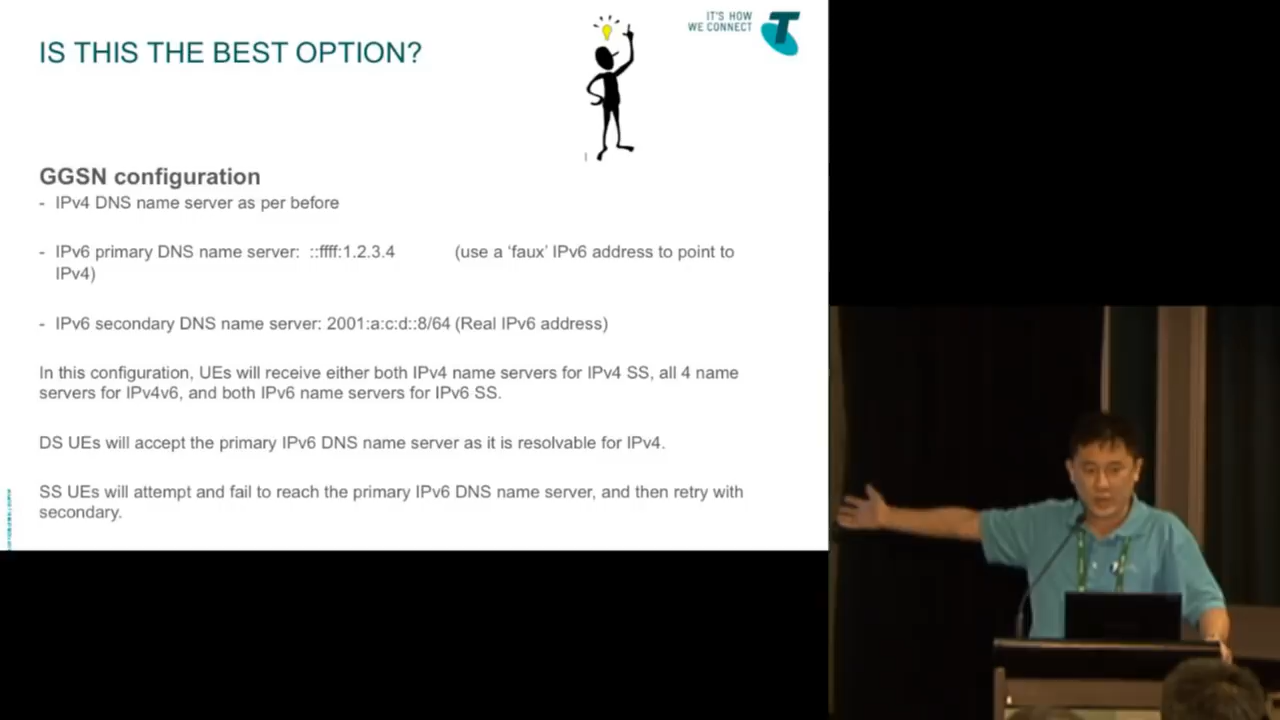 IT'S HOW
WE CONNECT
IS THIS THE BEST OPTION?
GGSN configuration
- IPv4 DNS name server as per before
- IPv6 primary DNS name server: ::ffff:1.2.3.4 (use a ‘faux’ IPv6 address to point to
IPv4)
- IPv6 secondary DNS name server: 2001:a:c:d::8/64 (Real IPv6 address)
In this configuration, UEs will receive either both IPv4 name servers for IPv4 SS, all 4 name
servers for IPv4v6, and both IPv6 name servers for IPv6 SS.
DS UEs will accept the primary IPv6 DNS name server as it is resolvable for IPv4.
SS UEs will attempt and fail to reach the primary IPv6 DNS name server, and then retry with
secondary.